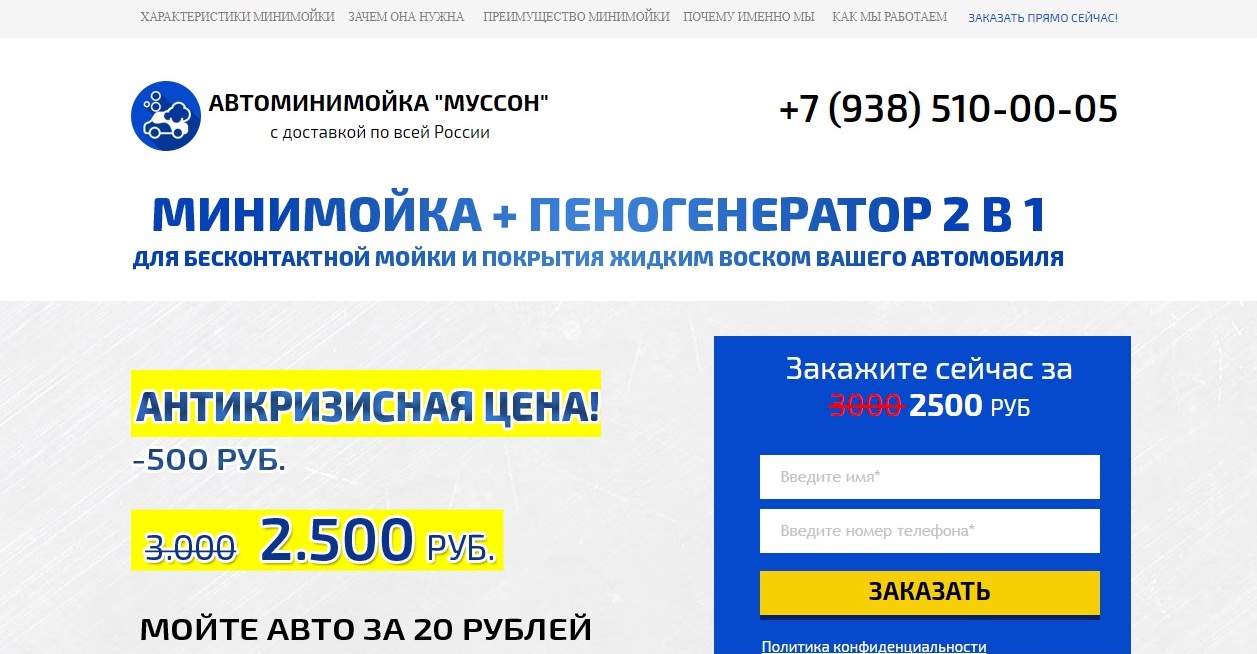 ХАРАКТЕРИСТИКИ МИНИМОЙКИ ЗАЧЕМ ОНА НУЖНА ПРЕИМУЩЕСТВО МИНИМОЙКИ ПОЧЕМУ ИМЕННО МЫ КАК МЫ РАБОТАЕМ ЗАКАЗАТЬ ПРЯМО СЕЙЧАС!
АВТОМИНИМОЙКА "МУССОН"
с доставкой по всей России
+7 (938) 510-00-05
МИНИМОЙКА + ПЕНОГЕНЕРАТОР 2 В 1
ДЛЯ БЕСКОНТАКТНОЙ МОЙКИ И ПОКРЫТИЯ ЖИДКИМ ВОСКОМ ВАШЕГО АВТОМОБИЛЯ
АНТИКРИЗИСНАЯ ЦЕНА!
-500 РУБ.
3.000 2.500 РУБ.
МОЙТЕ АВТО ЗА 20 РУБЛЕЙ
Закажите сейчас за
3000 2500 РУБ
Введите имя*
Введите номер телефона*
ЗАКАЗАТЬ
Политика конфиденциальности